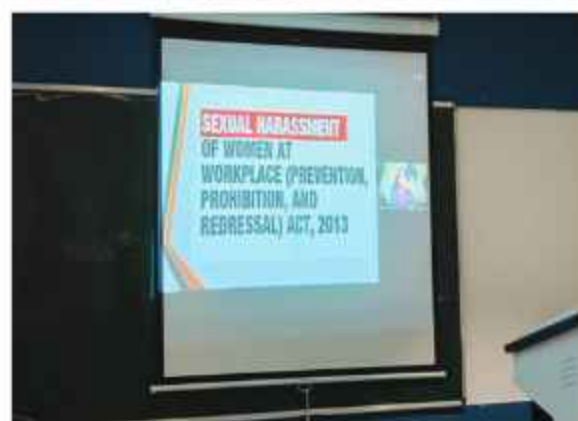 SEXUAL HARASSMENT
OF WOMEN AT
WORKPLACE (PREVENTION,
PROHIBITION, AND
REDRESSAL) ACT, 2013